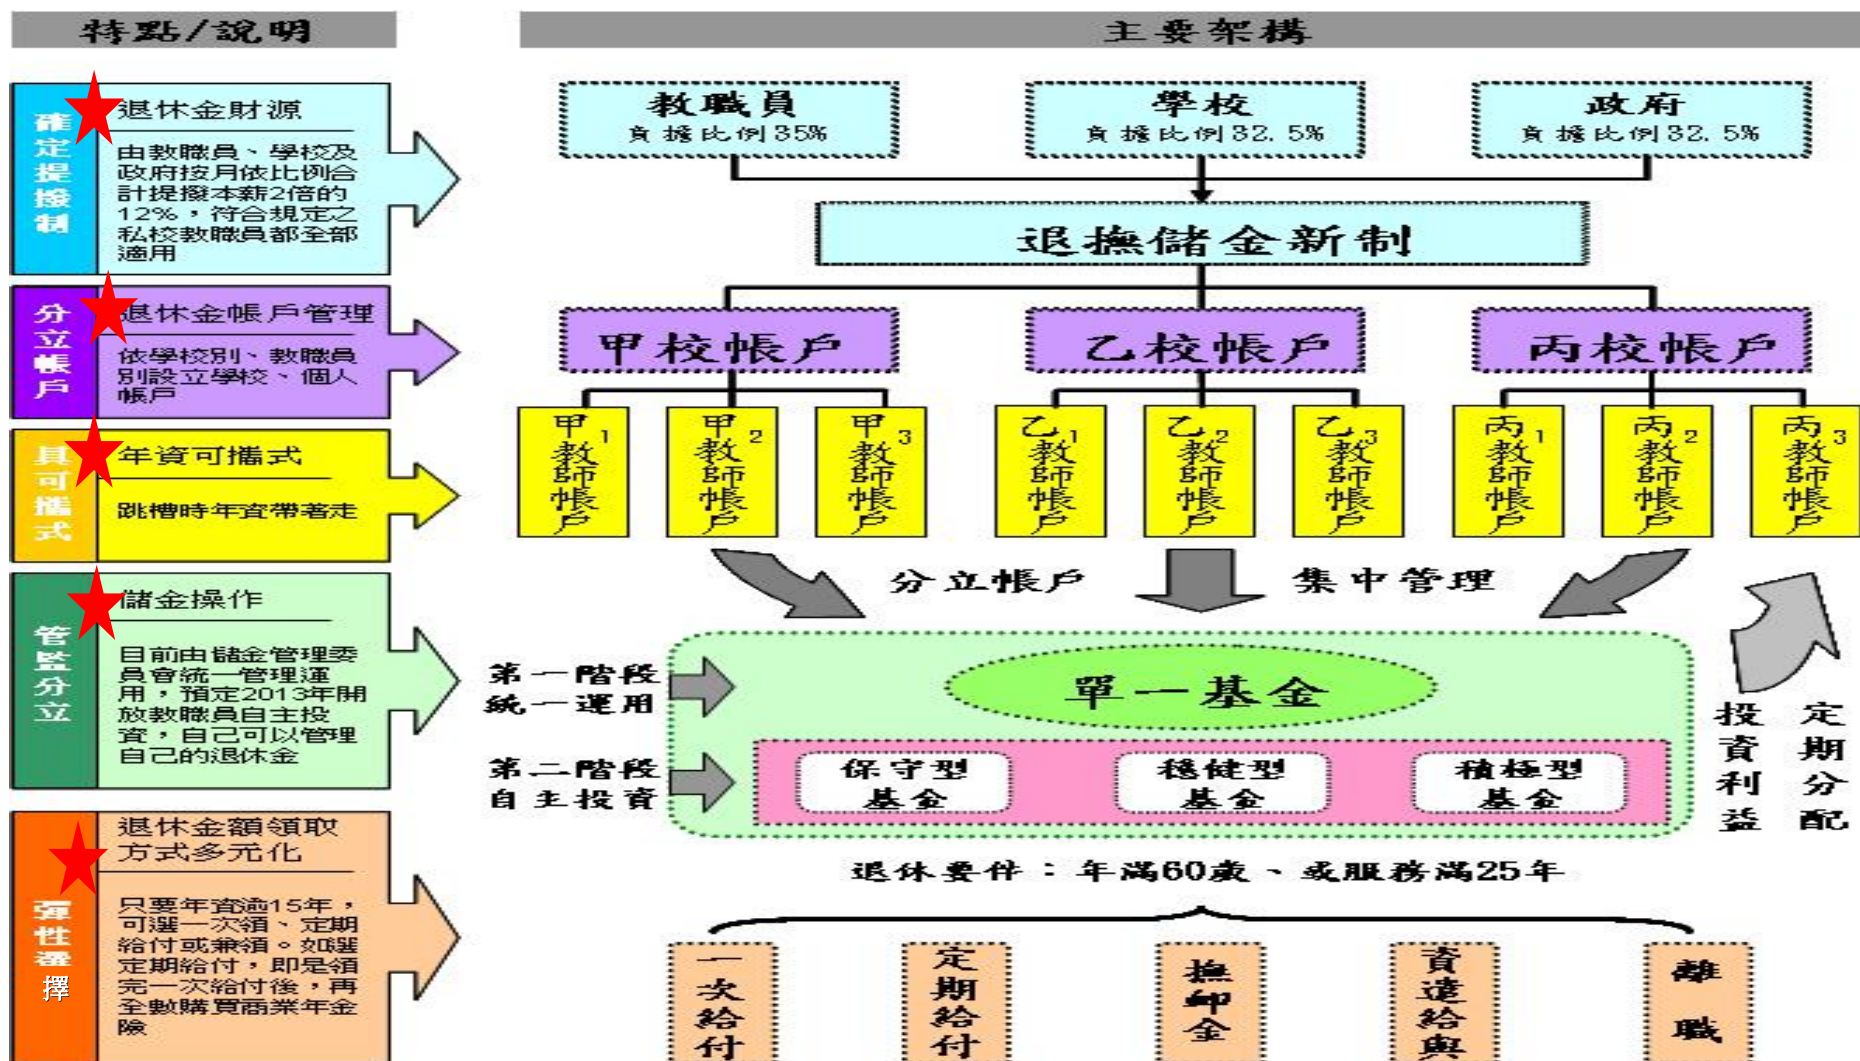 特點/說明
主要架構
確定提撥制
退休金財源
由教職員、學校及
政府按月依比例合
計提撥本薪2倍的
12%，符合規定之
私校教職員都全部
適用
分立帳戶
退休金帳戶管理
依學校別、教職員
別設立學校、個人
帳戶
具可攜式
年資可攜式
跳槽時年資帶著走
管監分立
儲金操作
目前由儲金管理委
員會統一管理運
用，預定2013年開
放教職員自主投
資，自己可以管理
自己的退休金
彈性選擇
退休金額領取
方式多元化
只要年資逾15年，
可選一次領、定期
給付或兼領。如選
定期給付，即是領
完一次給付後，再
全數購買商業年金
險
教職員
負擔比例35%
學校
負擔比例32.5%
政府
負擔比例32.5%
退撫儲金新制
甲校帳戶
乙校帳戶
丙校帳戶
甲1教師帳戶
甲2教師帳戶
甲3教師帳戶
乙1教師帳戶
乙2教師帳戶
乙3教師帳戶
丙1教師帳戶
丙2教師帳戶
丙3教師帳戶
分立帳戶
集中管理
第一階段
統一運用
單一基金
第二階段
自主投資
保守型
基金
穩健型
基金
積極型
基金
定期分配
投資利益
退休要件：年滿60歲、或服務滿25年
一次給付
定期給付
撫卹金
資遣給與
離職